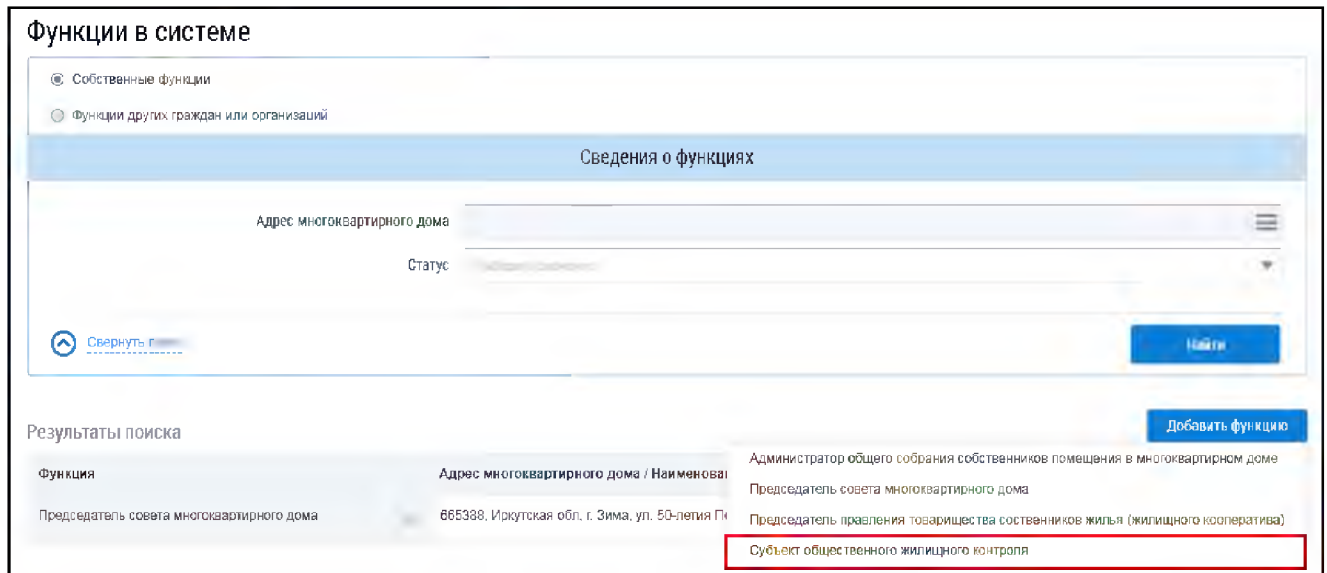 Функции в системе
Собственные функции
Функции других граждан или организаций
Сведения о функциях
Адрес многоквартирного дома
Статус
Свернуть
Найти
Результаты поиска
Добавить функцию
Функция
Адрес многоквартирного дома / Наименова
Администратор общего собрания собственников помещения в многоквартирном доме
Председатель совета многоквартирного дома
Председатель совета многоквартирного дома
665388, Иркутская обл, г. Зима, ул. 50-летия П
Председатель правления товарищества соственников жилья (жилищного кооператива)
Субъект общественного жилищного контроля